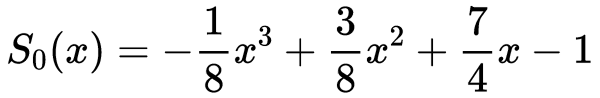 $S_0(x) = -\frac{1}{8}x^3 + \frac{3}{8}x^2 + \frac{7}{4}x - 1$